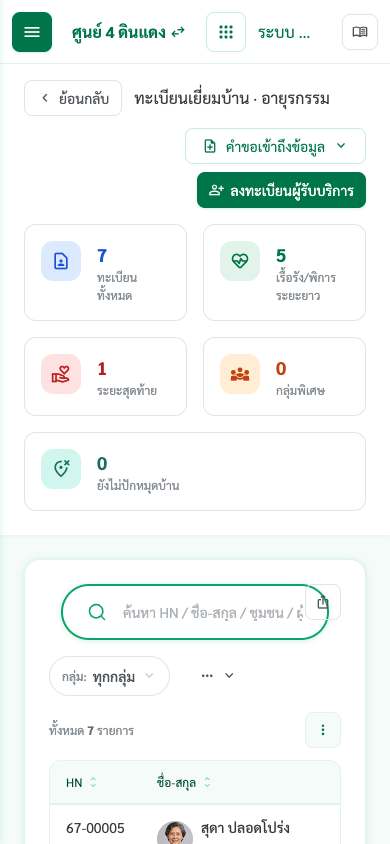 ศูนย์ 4 ดินแดง
ระบบ ...
ย้อนกลับ
ทะเบียนเยี่ยมบ้าน · อายุรกรรม
คำขอเข้าถึงข้อมูล
ลงทะเบียนผู้รับบริการ
7
ทะเบียน
ทั้งหมด
5
เรื้อรัง/พิการ
ระยะยาว
1
ระยะสุดท้าย
0
กลุ่มพิเศษ
0
ยังไม่ปักหมุดบ้าน
ค้นหา HN / ชื่อ-สกุล / ชุมชน /
กลุ่ม: ทุกกลุ่ม
ทั้งหมด 7 รายการ
HN ชื่อ-สกุล
67-00005 สุดา ปลอดโปร่ง